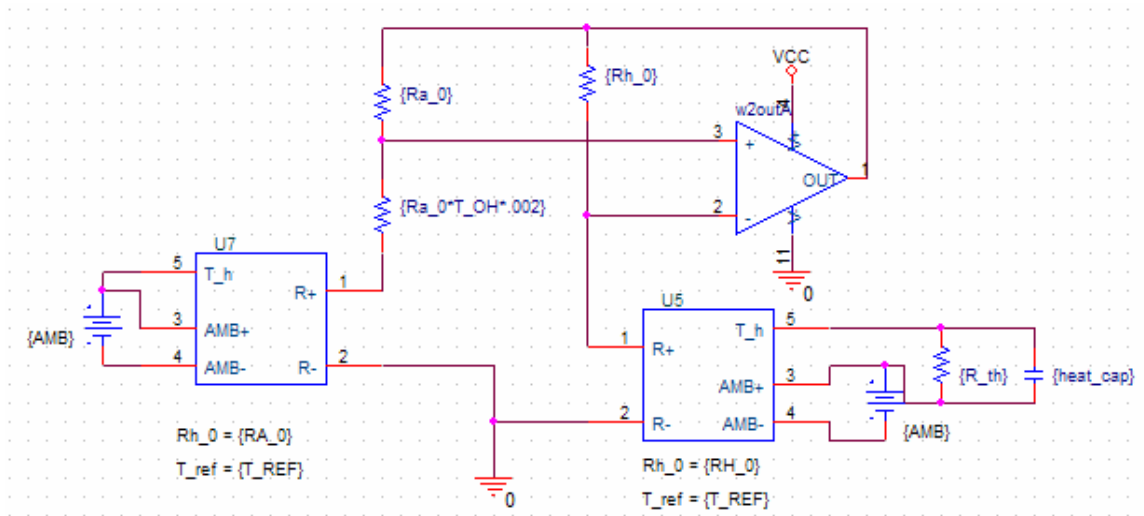 VCC
{Ra_0}
{Rh_0}
w2outA
4
3
+
OUT
1
2
-
{Ra_0*T_OH*.002}
11
0
U7
5
T_h
R+
1
3
AMB+
{AMB}
4
AMB-
R-
2
Rh_0 = {RA_0}
T_ref = {T_REF}
0
U5
T_h
5
1
R+
{R_th}
{heat_cap}
AMB+
3
2
R-
AMB-
4
{AMB}
Rh_0 = {RH_0}
T_ref = {T_REF}